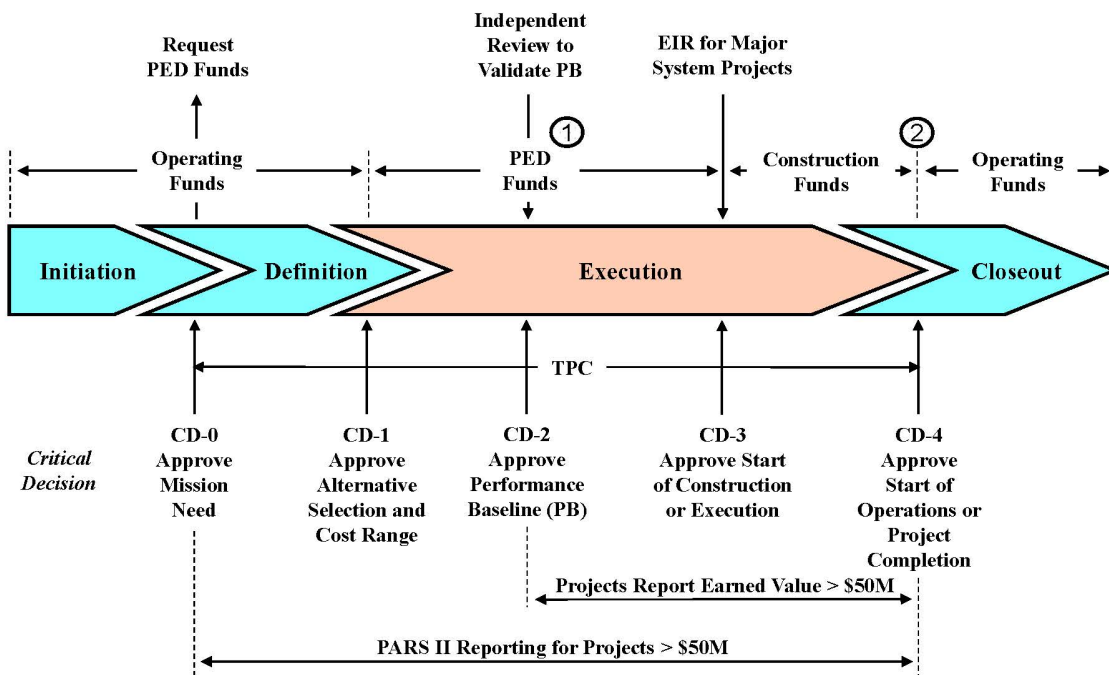 Request
PED Funds
Independent
Review to
Validate PB
EIR for Major
System Projects
1
2
Operating
Funds
PED
Funds
Construction
Funds
Operating
Funds
Initiation
Definition
Execution
Closeout
TPC
Critical
Decision
CD-0
Approve
Mission
Need
CD-1
Approve
Alternative
Selection and
Cost Range
CD-2
Approve
Performance
Baseline (PB)
CD-3
Approve Start
of Construction
or Execution
CD-4
Approve
Start of
Operations or
Project
Completion
Projects Report Earned Value > $50M
PARS II Reporting for Projects > $50M